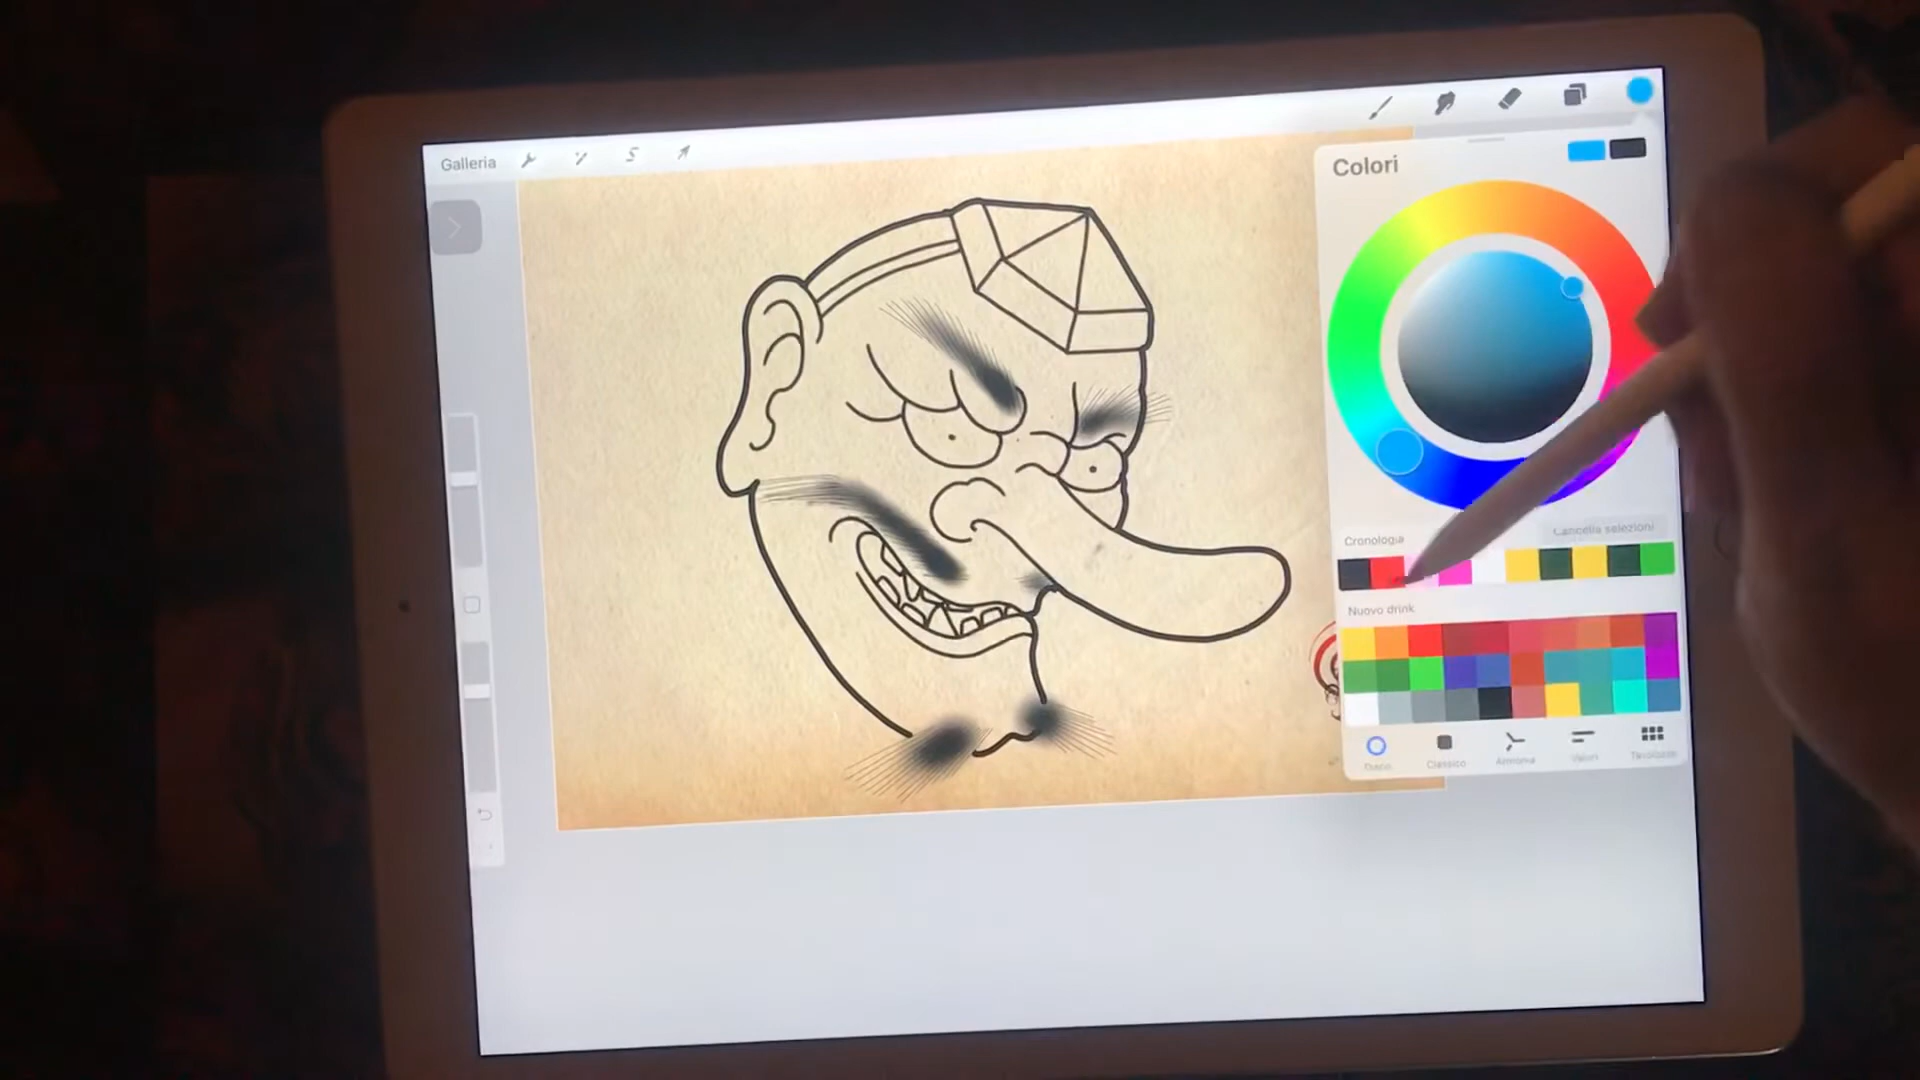 Galleria
Colori
Cancella selezioni
Cronologia
Nuovo drink
Disco
Classico
Armonia
Valori
Tavolozze